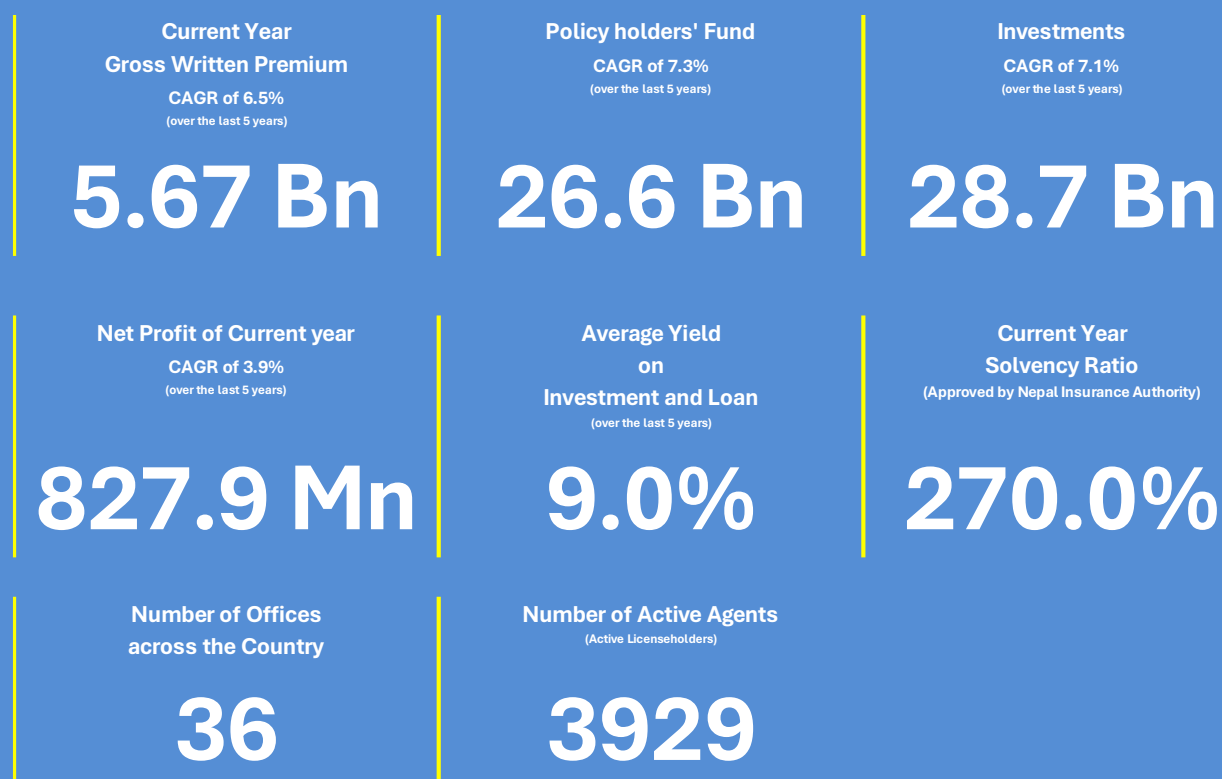 Current Year
Gross Written Premium
CAGR of 6.5%
(over the last 5 years)
5.67 Bn
Policy holders' Fund
CAGR of 7.3%
(over the last 5 years)
26.6 Bn
Investments
CAGR of 7.1%
(over the last 5 years)
28.7 Bn
Net Profit of Current year
CAGR of 3.9%
(over the last 5 years)
827.9 Mn
Average Yield
on
Investment and Loan
(over the last 5 years)
9.0%
Current Year
Solvency Ratio
(Approved by Nepal Insurance Authority)
270.0%
Number of Offices
across the Country
36
Number of Active Agents
(Active Licenseholders)
3929